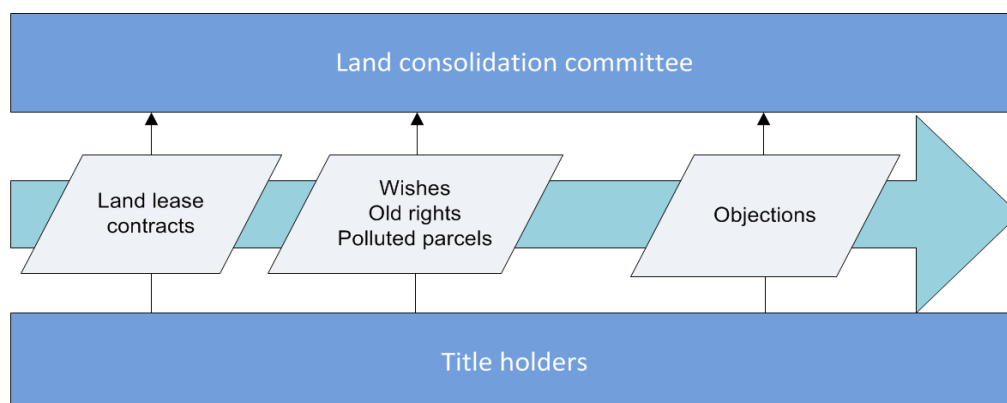 Land consolidation committee
Land lease
contracts
Wishes
Old rights
Polluted parcels
Objections
Title holders